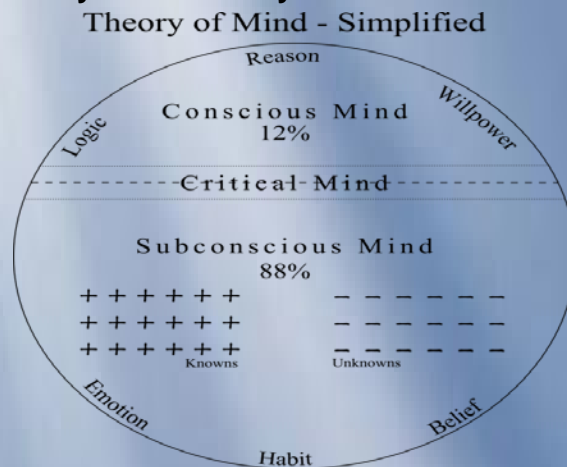 Theory of Mind - Simplified
Reason
Logic
Willpower
Conscious Mind
12%
Critical Mind
Subconscious Mind
88%
+ + + + + +
+ + + + + +
+ + + + + +
Knowns
− − − − − −
− − − − − −
− − − − − −
Unknowns
Emotion
Belief
Habit